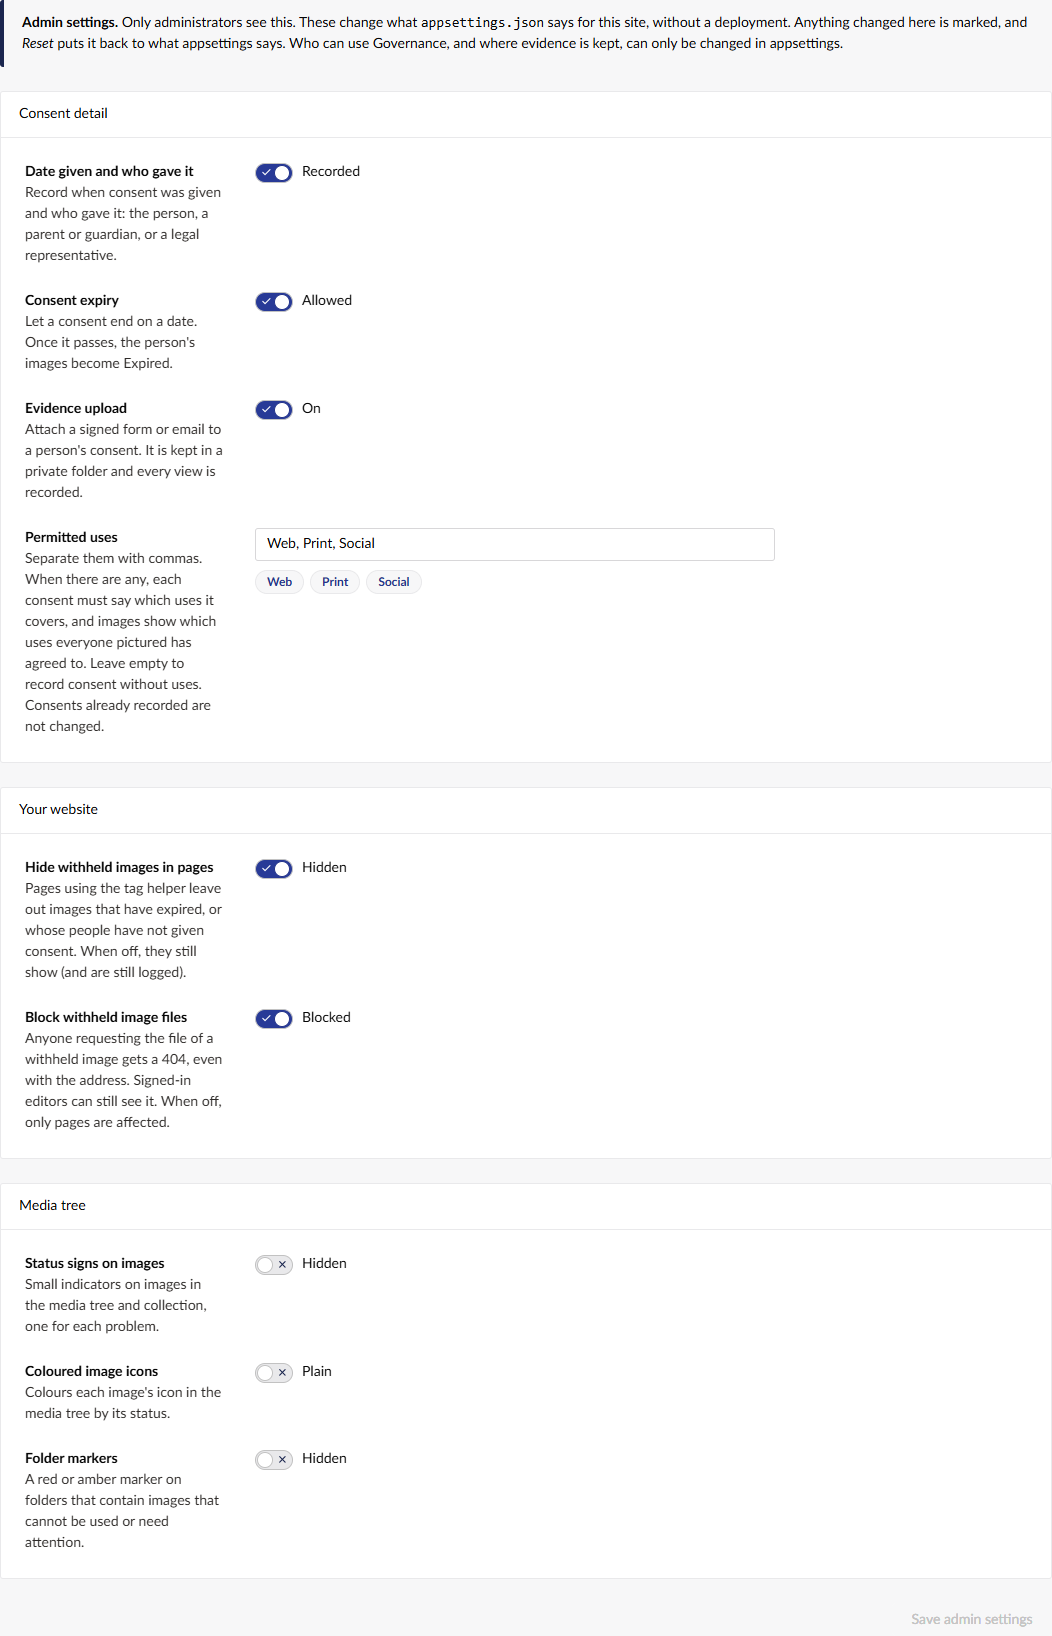 Admin settings. Only administrators see this. These change what appsettings.json says for this site, without a deployment. Anything changed here is marked, and
Reset puts it back to what appsettings says. Who can use Governance, and where evidence is kept, can only be changed in appsettings.
Consent detail
Date given and who gave it
Recorded
Record when consent was given
and who gave it: the person, a
parent or guardian, or a legal
representative.
Consent expiry
Allowed
Let a consent end on a date.
Once it passes, the person's
images become Expired.
Evidence upload
On
Attach a signed form or email to
a person's consent. It is kept in a
private folder and every view is
recorded.
Permitted uses
Web, Print, Social
Web Print Social
Separate them with commas.
When there are any, each
consent must say which uses it
covers, and images show which
uses everyone pictured has
agreed to. Leave empty to
record consent without uses.
Consents already recorded are
not changed.
Your website
Hide withheld images in pages
Hidden
Pages using the tag helper leave
out images that have expired, or
whose people have not given
consent. When off, they still
show (and are still logged).
Block withheld image files
Blocked
Anyone requesting the file of a
withheld image gets a 404, even
with the address. Signed-in
editors can still see it. When off,
only pages are affected.
Media tree
Status signs on images
Hidden
Small indicators on images in
the media tree and collection,
one for each problem.
Coloured image icons
Plain
Colours each image's icon in the
media tree by its status.
Folder markers
Hidden
A red or amber marker on
folders that contain images that
cannot be used or need
attention.
Save admin settings